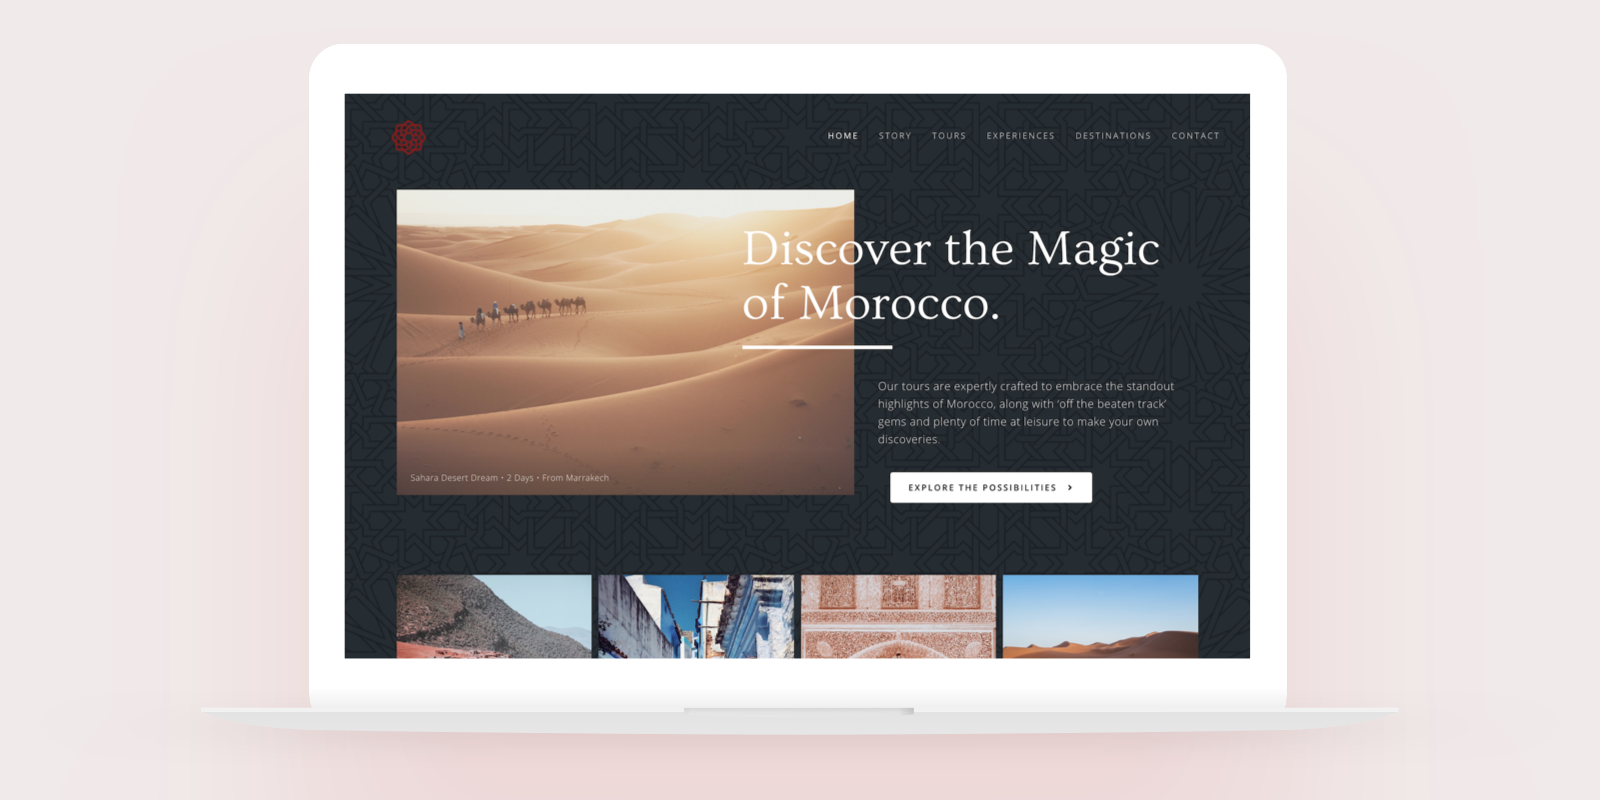 HOME STORY TOURS EXPERIENCES DESTINATIONS CONTACT
Discover the Magic
of Morocco.
Our tours are expertly crafted to embrace the standout
highlights of Morocco, along with ‘off the beaten track’
gems and plenty of time at leisure to make your own
discoveries.
Sahara Desert Dream • 2 Days • From Marrakech
EXPLORE THE POSSIBILITIES